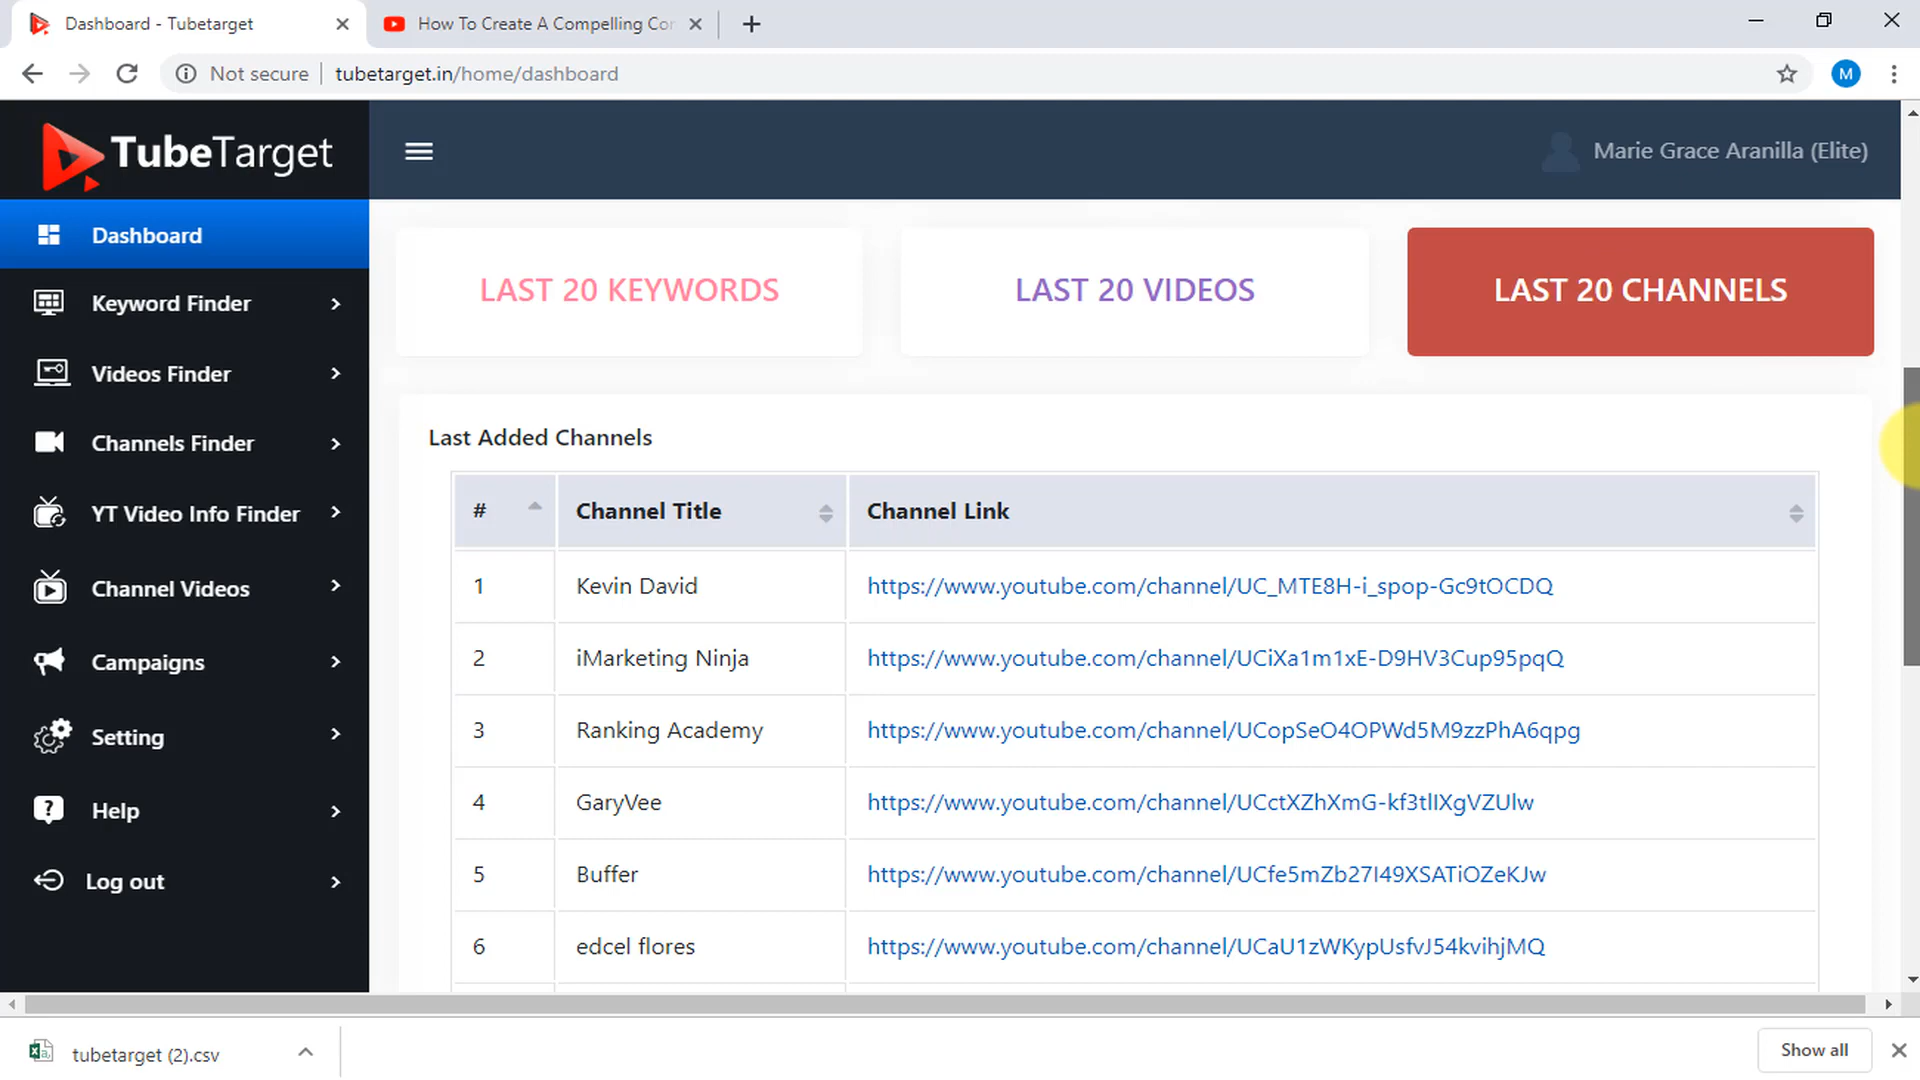 Dashboard - Tubetarget
How To Create A Compelling Cor
Not secure
tubetarget.in/home/dashboard
M
TubeTarget
Marie Grace Aranilla (Elite)
Dashboard
Keyword Finder
Videos Finder
Channels Finder
YT Video Info Finder
Channel Videos
Campaigns
Setting
Help
Log out
LAST 20 KEYWORDS
LAST 20 VIDEOS
LAST 20 CHANNELS
Last Added Channels
# Channel Title Channel Link
1 Kevin David https://www.youtube.com/channel/UC_MTE8H-i_spop-Gc9tOCDQ
2 iMarketing Ninja https://www.youtube.com/channel/UCiXa1m1xE-D9HV3Cup95pqQ
3 Ranking Academy https://www.youtube.com/channel/UCopSeO4OPWd5M9zzPhA6qpg
4 GaryVee https://www.youtube.com/channel/UCctXZhXmG-kf3tlIXgVZUlw
5 Buffer https://www.youtube.com/channel/UCfe5mZb27I49XSATiOZeKJw
6 edcel flores https://www.youtube.com/channel/UCaU1zWKypUsfvJ54kvihjMQ
tubetarget (2).csv
Show all